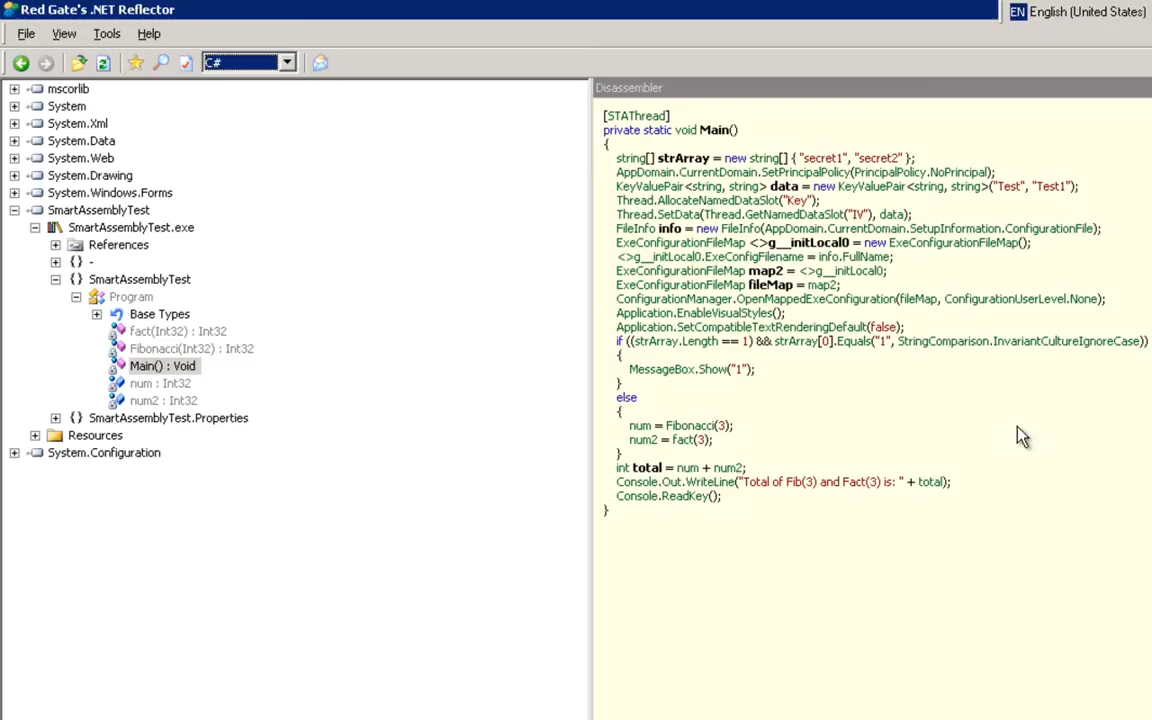 Red Gate's .NET Reflector
EN English (United States)
File View Tools Help
C#
mscorlib
System
System.Xml
System.Data
System.Web
System.Drawing
System.Windows.Forms
SmartAssemblyTest
SmartAssemblyTest.exe
References
{} -
{} SmartAssemblyTest
Program
Base Types
fact(Int32) : Int32
Fibonacci(Int32) : Int32
Main() : Void
num : Int32
num2 : Int32
{} SmartAssemblyTest.Properties
Resources
System.Configuration
Disassembler
[STAThread]
private static void Main()
{
string[] strArray = new string[] { "secret1", "secret2" };
AppDomain.CurrentDomain.SetPrincipalPolicy(PrincipalPolicy.NoPrincipal);
KeyValuePair<string, string> data = new KeyValuePair<string, string>("Test", "Test1");
Thread.AllocateNamedDataSlot("Key");
Thread.SetData(Thread.GetNamedDataSlot("IV"), data);
FileInfo info = new FileInfo(AppDomain.CurrentDomain.SetupInformation.ConfigurationFile);
ExeConfigurationFileMap <>g__initLocal0 = new ExeConfigurationFileMap();
<>g__initLocal0.ExeConfigFilename = info.FullName;
ExeConfigurationFileMap map2 = <>g__initLocal0;
ExeConfigurationFileMap fileMap = map2;
ConfigurationManager.OpenMappedExeConfiguration(fileMap, ConfigurationUserLevel.None);
Application.EnableVisualStyles();
Application.SetCompatibleTextRenderingDefault(false);
if ((strArray.Length == 1) && strArray[0].Equals("1", StringComparison.InvariantCultureIgnoreCase))
{
MessageBox.Show("1");
}
else
{
num = Fibonacci(3);
num2 = fact(3);
}
int total = num + num2;
Console.Out.WriteLine("Total of Fib(3) and Fact(3) is: " + total);
Console.ReadKey();
}